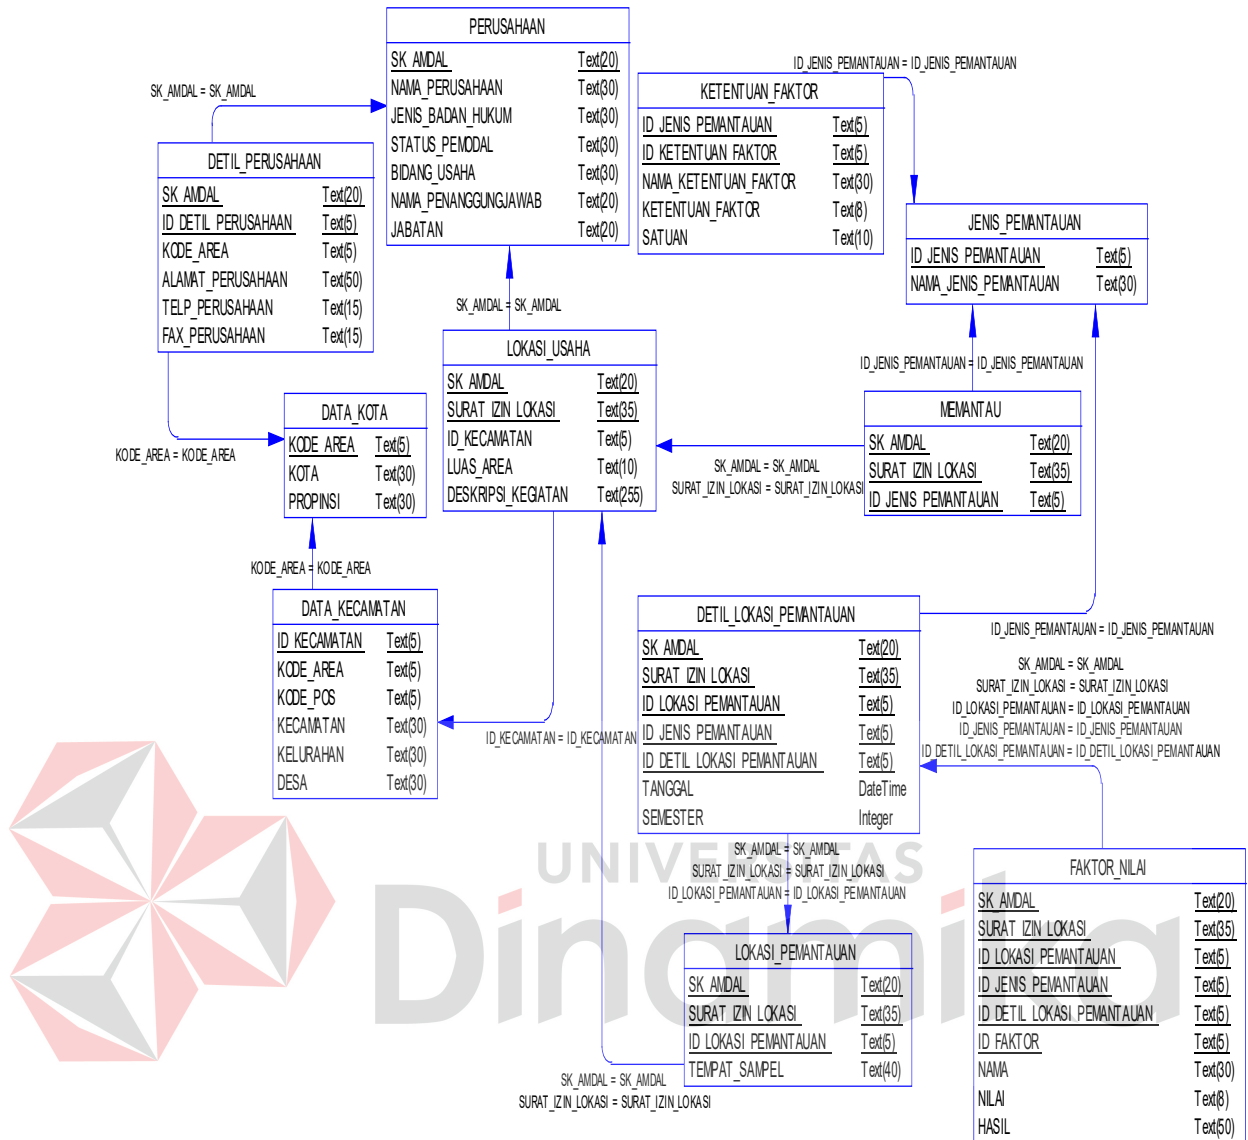 PERUSAHAAN
SK_AMDAL Text(20)
NAMA_PERUSAHAAN Text(30)
JENIS_BADAN_HUKUM Text(30)
STATUS_PEMODAL Text(30)
BIDANG_USAHA Text(30)
NAMA_PENANGGUNGJAWAB Text(20)
JABATAN Text(20)
ID_JENIS_PEMANTAUAN = ID_JENIS_PEMANTAUAN
KETENTUAN_FAKTOR
ID_JENIS_PEMANTAUAN Text(5)
ID_KETENTUAN_FAKTOR Text(5)
NAMA_KETENTUAN_FAKTOR Text(30)
KETENTUAN_FAKTOR Text(8)
SATUAN Text(10)
SK_AMDAL = SK_AMDAL
DETIL_PERUSAHAAN
SK_AMDAL Text(20)
ID_DETIL_PERUSAHAAN Text(5)
KODE_AREA Text(5)
ALAMAT_PERUSAHAAN Text(50)
TELP_PERUSAHAAN Text(15)
FAX_PERUSAHAAN Text(15)
JENIS_PEMANTAUAN
ID_JENIS_PEMANTAUAN Text(5)
NAMA_JENIS_PEMANTAUAN Text(30)
SK_AMDAL = SK_AMDAL
LOKASI_USAHA
SK_AMDAL Text(20)
SURAT_IZIN_LOKASI Text(35)
ID_KECAMATAN Text(5)
LUAS_AREA Text(10)
DESKRIPSI_KEGIATAN Text(255)
ID_JENIS_PEMANTAUAN = ID_JENIS_PEMANTAUAN
MEMANTAU
SK_AMDAL Text(20)
SURAT_IZIN_LOKASI Text(35)
ID_JENIS_PEMANTAUAN Text(5)
SK_AMDAL = SK_AMDAL
SURAT_IZIN_LOKASI = SURAT_IZIN_LOKASI
DATA_KOTA
KODE_AREA Text(5)
KOTA Text(30)
PROPINSI Text(30)
KODE_AREA = KODE_AREA
KODE_AREA = KODE_AREA
DATA_KECAMATAN
ID_KECAMATAN Text(5)
KODE_AREA Text(5)
KODE_POS Text(5)
KECAMATAN Text(30)
KELURAHAN Text(30)
DESA Text(30)
ID_KECAMATAN = ID_KECAMATAN
DETIL_LOKASI_PEMANTAUAN
SK_AMDAL Text(20)
SURAT_IZIN_LOKASI Text(35)
ID_LOKASI_PEMANTAUAN Text(5)
ID_JENIS_PEMANTAUAN Text(5)
ID_DETIL_LOKASI_PEMANTAUAN Text(5)
TANGGAL DateTime
SEMESTER Integer
ID_JENIS_PEMANTAUAN = ID_JENIS_PEMANTAUAN
SK_AMDAL = SK_AMDAL
SURAT_IZIN_LOKASI = SURAT_IZIN_LOKASI
ID_LOKASI_PEMANTAUAN = ID_LOKASI_PEMANTAUAN
ID_JENIS_PEMANTAUAN = ID_JENIS_PEMANTAUAN
ID_DETIL_LOKASI_PEMANTAUAN = ID_DETIL_LOKASI_PEMANTAUAN
SK_AMDAL = SK_AMDAL
SURAT_IZIN_LOKASI = SURAT_IZIN_LOKASI
ID_LOKASI_PEMANTAUAN = ID_LOKASI_PEMANTAUAN
UNIVERSITAS
Dinamika
FAKTOR_NILAI
SK_AMDAL Text(20)
SURAT_IZIN_LOKASI Text(35)
ID_LOKASI_PEMANTAUAN Text(5)
ID_JENIS_PEMANTAUAN Text(5)
ID_DETIL_LOKASI_PEMANTAUAN Text(5)
ID_FAKTOR Text(5)
NAMA Text(30)
NILAI Text(8)
HASIL Text(50)
LOKASI_PEMANTAUAN
SK_AMDAL Text(20)
SURAT_IZIN_LOKASI Text(35)
ID_LOKASI_PEMANTAUAN Text(5)
TEMPAT_SAMPEL Text(40)
SK_AMDAL = SK_AMDAL
SURAT_IZIN_LOKASI = SURAT_IZIN_LOKASI